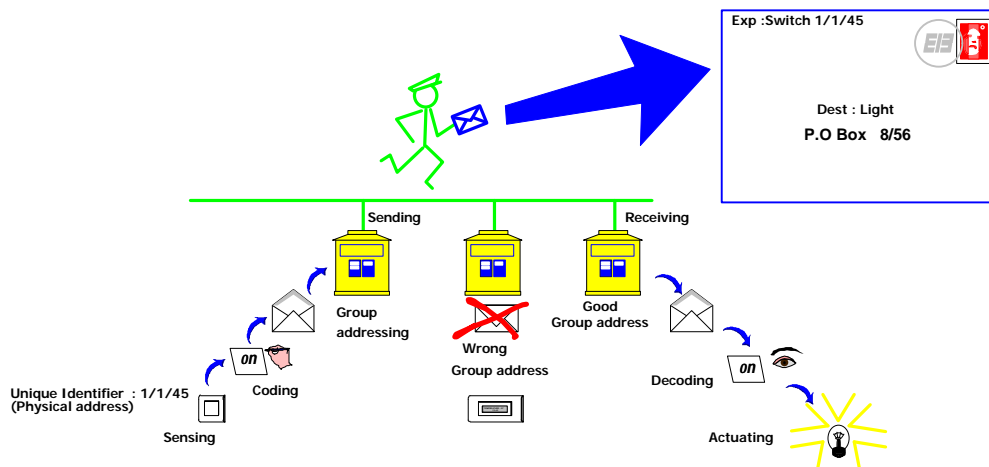 Exp :Switch 1/1/45
EIB
Dest : Light
P.O Box 8/56
Sending
Receiving
Group
addressing
Good
Group address
Wrong
Group address
on
Coding
Decoding
on
Unique Identifier : 1/1/45
(Physical address)
Sensing
Actuating